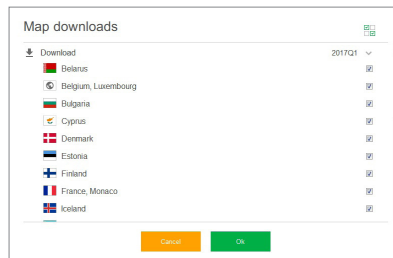 Map downloads
Download 2017Q1
Belarus
Belgium, Luxembourg
Bulgaria
Cyprus
Denmark
Estonia
Finland
France, Monaco
Iceland
Cancel Ok